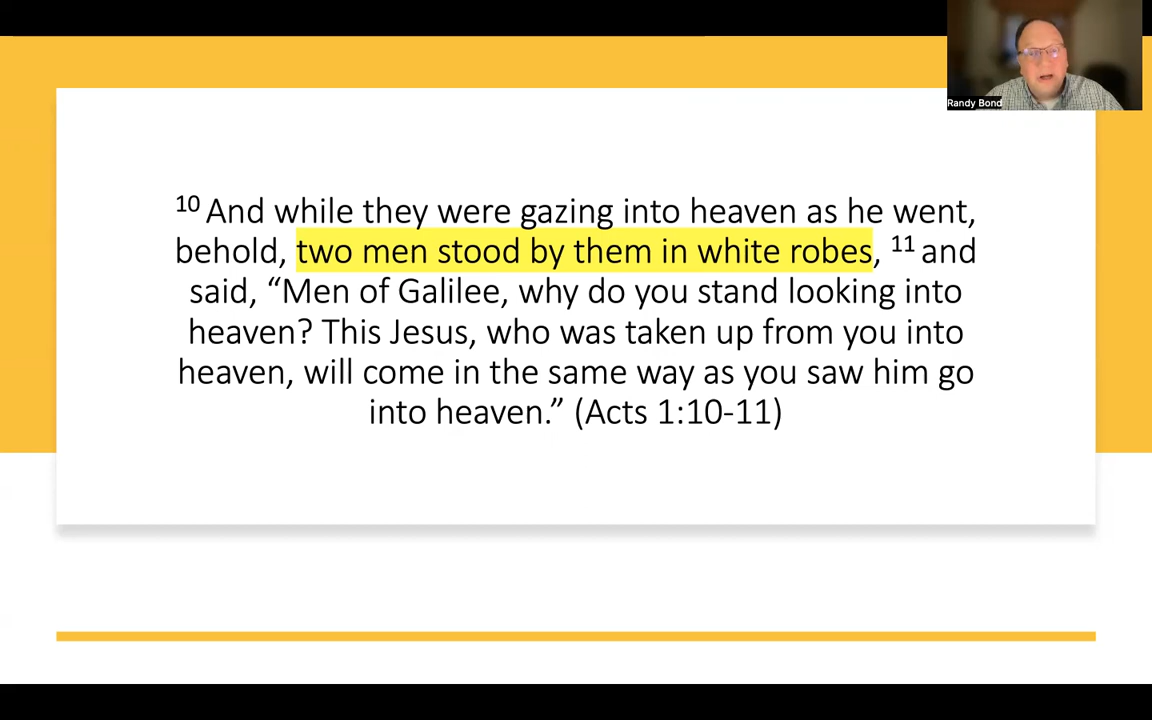 Randy Bond
10 And while they were gazing into heaven as he went,
behold, two men stood by them in white robes, 11 and
said, “Men of Galilee, why do you stand looking into
heaven? This Jesus, who was taken up from you into
heaven, will come in the same way as you saw him go
into heaven.” (Acts 1:10-11)